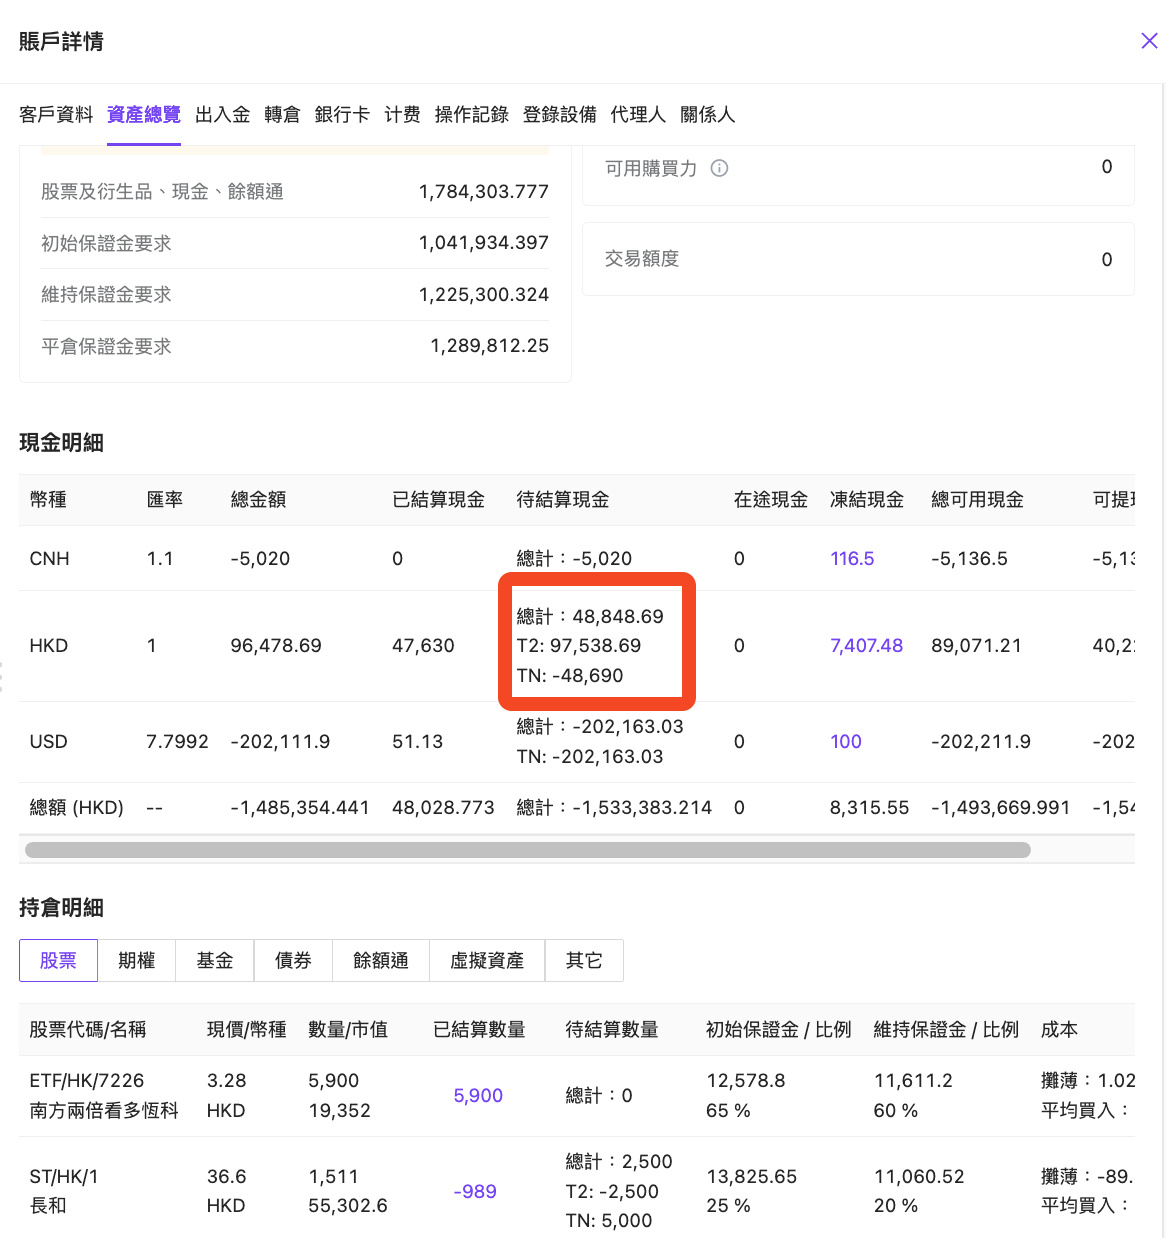 賬戶詳情
客戶資料 資產總覽 出入金 轉倉 銀行卡 计费 操作記錄 登錄設備 代理人 關係人
股票及衍生品、現金、餘額通 1,784,303.777
初始保證金要求 1,041,934.397
維持保證金要求 1,225,300.324
平倉保證金要求 1,289,812.25
可用購買力 0
交易額度 0
現金明細
幣種 匯率 總金額 已結算現金 待結算現金 在途現金 凍結現金 總可用現金 可提
CNH 1.1 -5,020 0 總計：-5,020 0 116.5 -5,136.5 -5,13
HKD 1 96,478.69 47,630 總計：48,848.69 0 7,407.48 89,071.21 40,2
T2: 97,538.69
TN: -48,690
USD 7.7992 -202,111.9 51.13 總計：-202,163.03 0 100 -202,211.9 -202
TN: -202,163.03
總額 (HKD) -- -1,485,354.441 48,028.773 總計：-1,533,383.214 0 8,315.55 -1,493,669.991 -1,54
持倉明細
股票 期權 基金 債券 餘額通 虛擬資產 其它
股票代碼/名稱 現價/幣種 數量/市值 已結算數量 待結算數量 初始保證金 / 比例 維持保證金 / 比例 成本
ETF/HK/7226 3.28 5,900 5,900 總計：0 12,578.8 11,611.2 攤薄：1.02
南方兩倍看多恆科 HKD 19,352 65 % 60 % 平均買入：
ST/HK/1 36.6 1,511 -989 總計：2,500 13,825.65 11,060.52 攤薄：-89.
長和 HKD 55,302.6 T2: -2,500 25 % 20 % 平均買入：
TN: 5,000